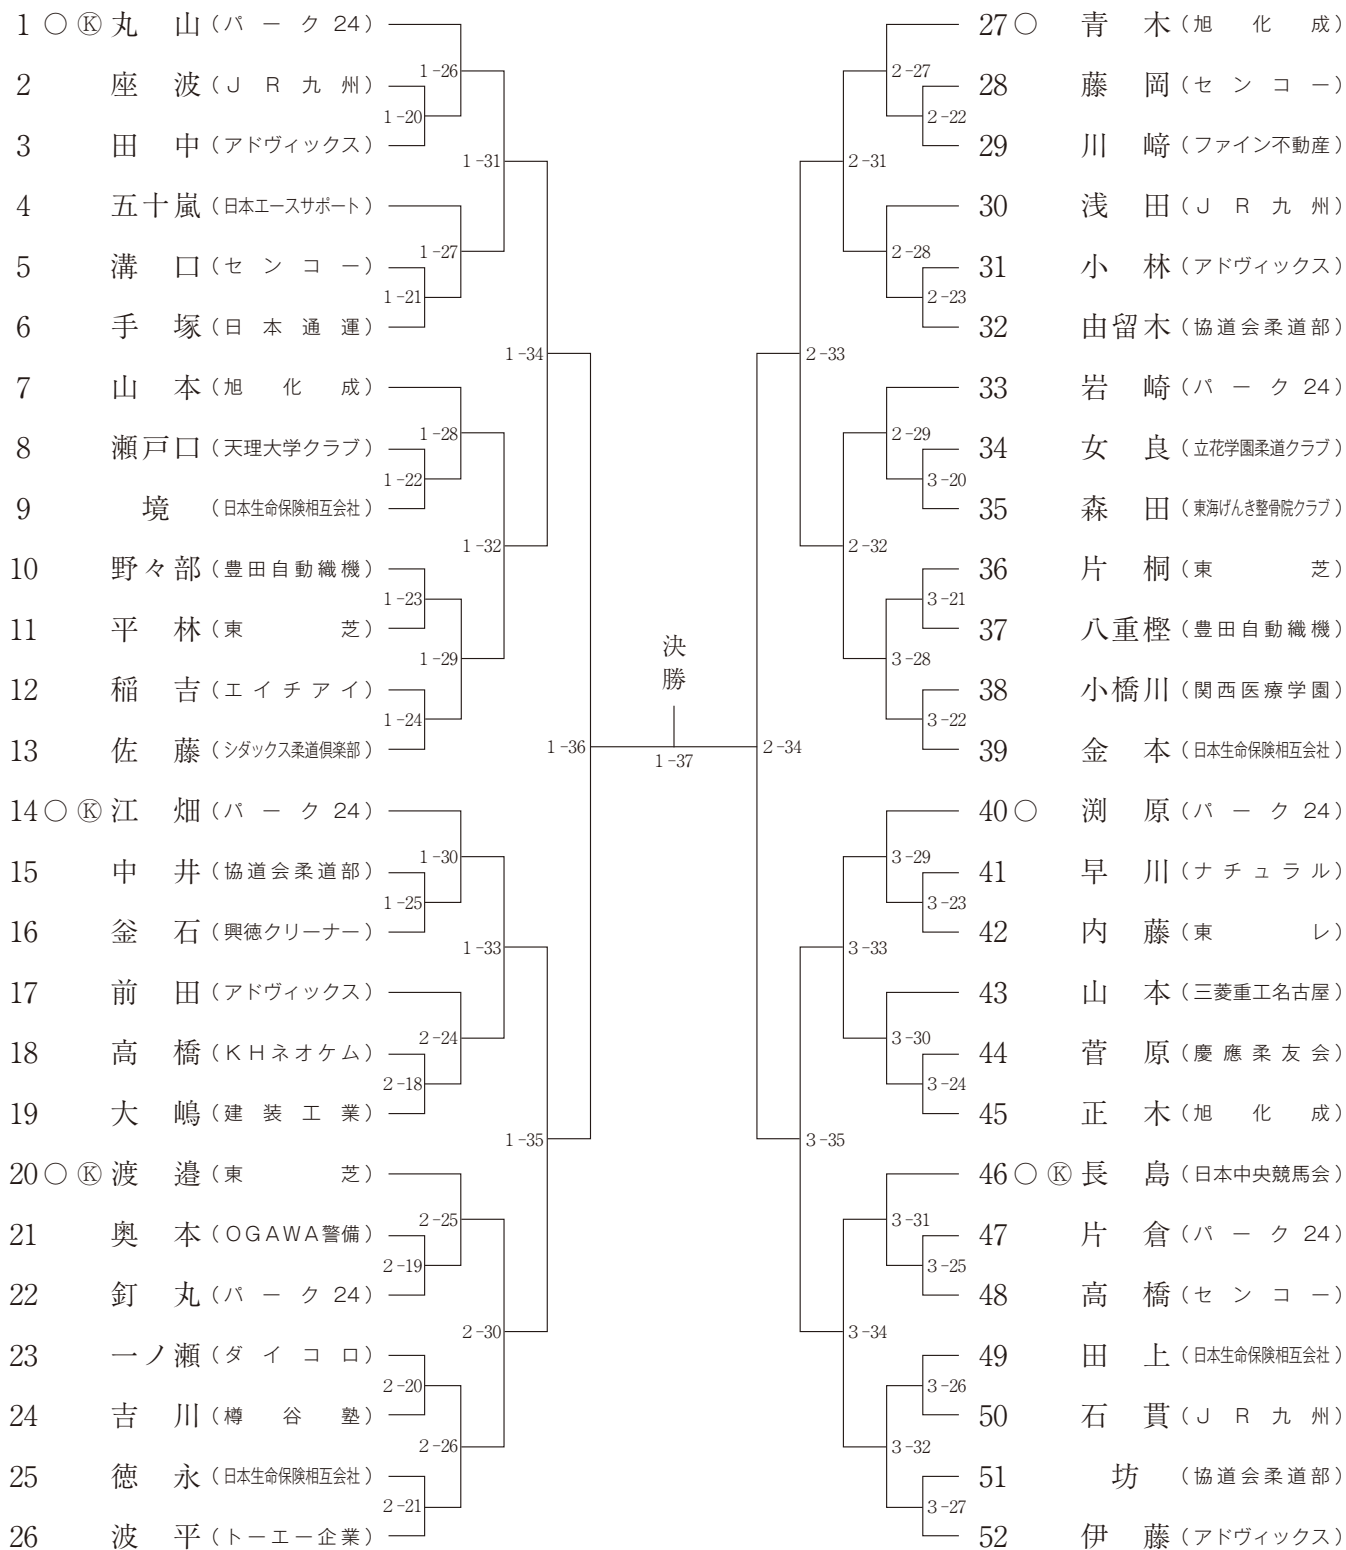 1 ○ Ⓚ 丸山(パーク24)
1-26
2 座波(JR九州)
1-20
3 田中(アドヴィックス)
1-31
4 五十嵐(日本エースサポート)
1-27
5 溝口(センコー)
1-21
6 手塚(日本通運)
1-34
7 山本(旭化成)
1-28
8 瀬戸口(天理大学クラブ)
1-22
9 境(日本生命保険相互会社)
1-32
10 野々部(豊田自動織機)
1-23
11 平林(東芝)
1-29
12 稲吉(エイチアイ)
1-24
13 佐藤(シダックス柔道倶楽部)
1-36
14 ○ Ⓚ 江畑(パーク24)
1-30
15 中井(協道会柔道部)
1-25
16 釜石(興徳クリーナー)
1-33
17 前田(アドヴィックス)
2-24
18 高橋(KHネオケム)
2-18
19 大嶋(建装工業)
1-35
20 ○ Ⓚ 渡邉(東芝)
2-25
21 奥本(OGAWA警備)
2-19
22 釘丸(パーク24)
2-30
23 一ノ瀬(ダイコロ)
2-20
24 吉川(樽谷塾)
2-26
25 徳永(日本生命保険相互会社)
2-21
26 波平(トーエー企業)
決勝
1-37
27 ○ 青木(旭化成)
2-27
28 藤岡(センコー)
2-22
29 川﨑(ファイン不動産)
2-31
30 浅田(JR九州)
2-28
31 小林(アドヴィックス)
2-23
32 由留木(協道会柔道部)
2-33
33 岩崎(パーク24)
2-29
34 女良(立花学園柔道クラブ)
3-20
35 森田(東海げんき整骨院クラブ)
2-32
36 片桐(東芝)
3-21
37 八重樫(豊田自動織機)
3-28
38 小橋川(関西医療学園)
3-22
39 金本(日本生命保険相互会社)
2-34
40 ○ 渕原(パーク24)
3-29
41 早川(ナチュラル)
3-23
42 内藤(東レ)
3-33
43 山本(三菱重工名古屋)
3-30
44 菅原(慶應柔友会)
3-24
45 正木(旭化成)
3-35
46 ○ Ⓚ 長島(日本中央競馬会)
3-31
47 片倉(パーク24)
3-25
48 高橋(センコー)
3-34
49 田上(日本生命保険相互会社)
3-26
50 石貫(JR九州)
3-32
51 坊(協道会柔道部)
3-27
52 伊藤(アドヴィックス)